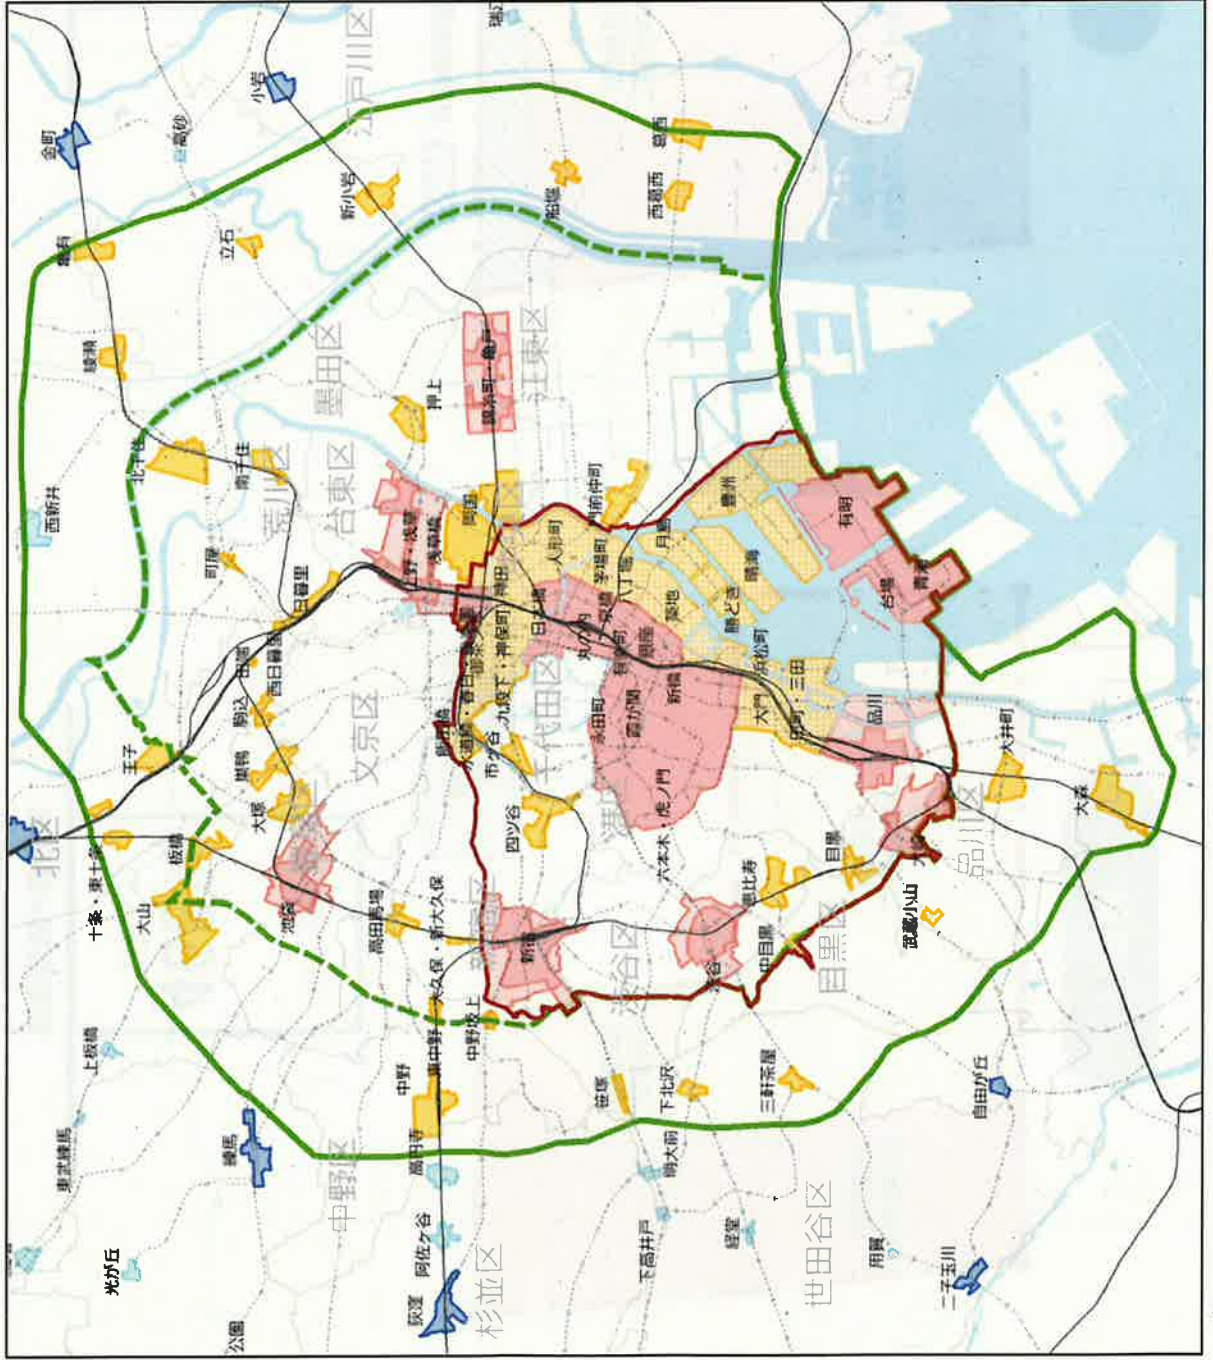 光が丘
東武練馬
上板橋
大山
十条・東十条
北区
王子
西新井
北千住
綾瀬
亀有
金町
公園
練馬
池袋
板橋
大塚
巣鴨
駒込
田端
西日暮里
日暮里
町屋
南千住
荒川区
立石
高砂
小岩
中野区
高田馬場
文京区
台東区
墨田区
新小岩
江戸川区
荻窪
阿佐ケ谷
高円寺
中野
東中野
大久保・新大久保
中野坂上
飯田橋
上野・浅草
浅草橋
両国
押上
錦糸町・亀戸
杉並区
新宿
四ツ谷
市ケ谷
九段下・神保町
神田
千代田区
日本橋
人形町
江東区
船堀
瑞江
笹塚
渋谷区
永田町
霞が関
丸の内
有楽町
京橋
銀座
八丁堀
茅場町
門前仲町
下高井戸
明大前
下北沢
六本木・虎ノ門
新橋
築地
月島
西葛西
葛西
経堂
渋谷
恵比寿
中目黒
三軒茶屋
浜松町
大門
田町・三田
勝どき
晴海
豊洲
世田谷区
目黒区
目黒
品川
台場
有明
青海
用賀
武蔵小山
大崎
二子玉川
自由が丘
品川区
大井町
大森